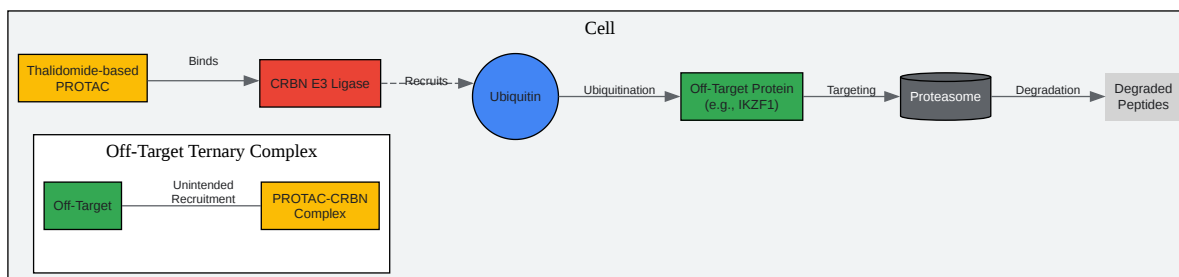 Cell
Thalidomide-based
PROTAC
Binds
CRBN E3 Ligase
Recruits
Ubiquitin
Ubiquitination
Off-Target Protein
(e.g., IKZF1)
Targeting
Proteasome
Degradation
Degraded
Peptides
Off-Target Ternary Complex
Off-Target
Unintended
Recruitment
PROTAC-CRBN
Complex